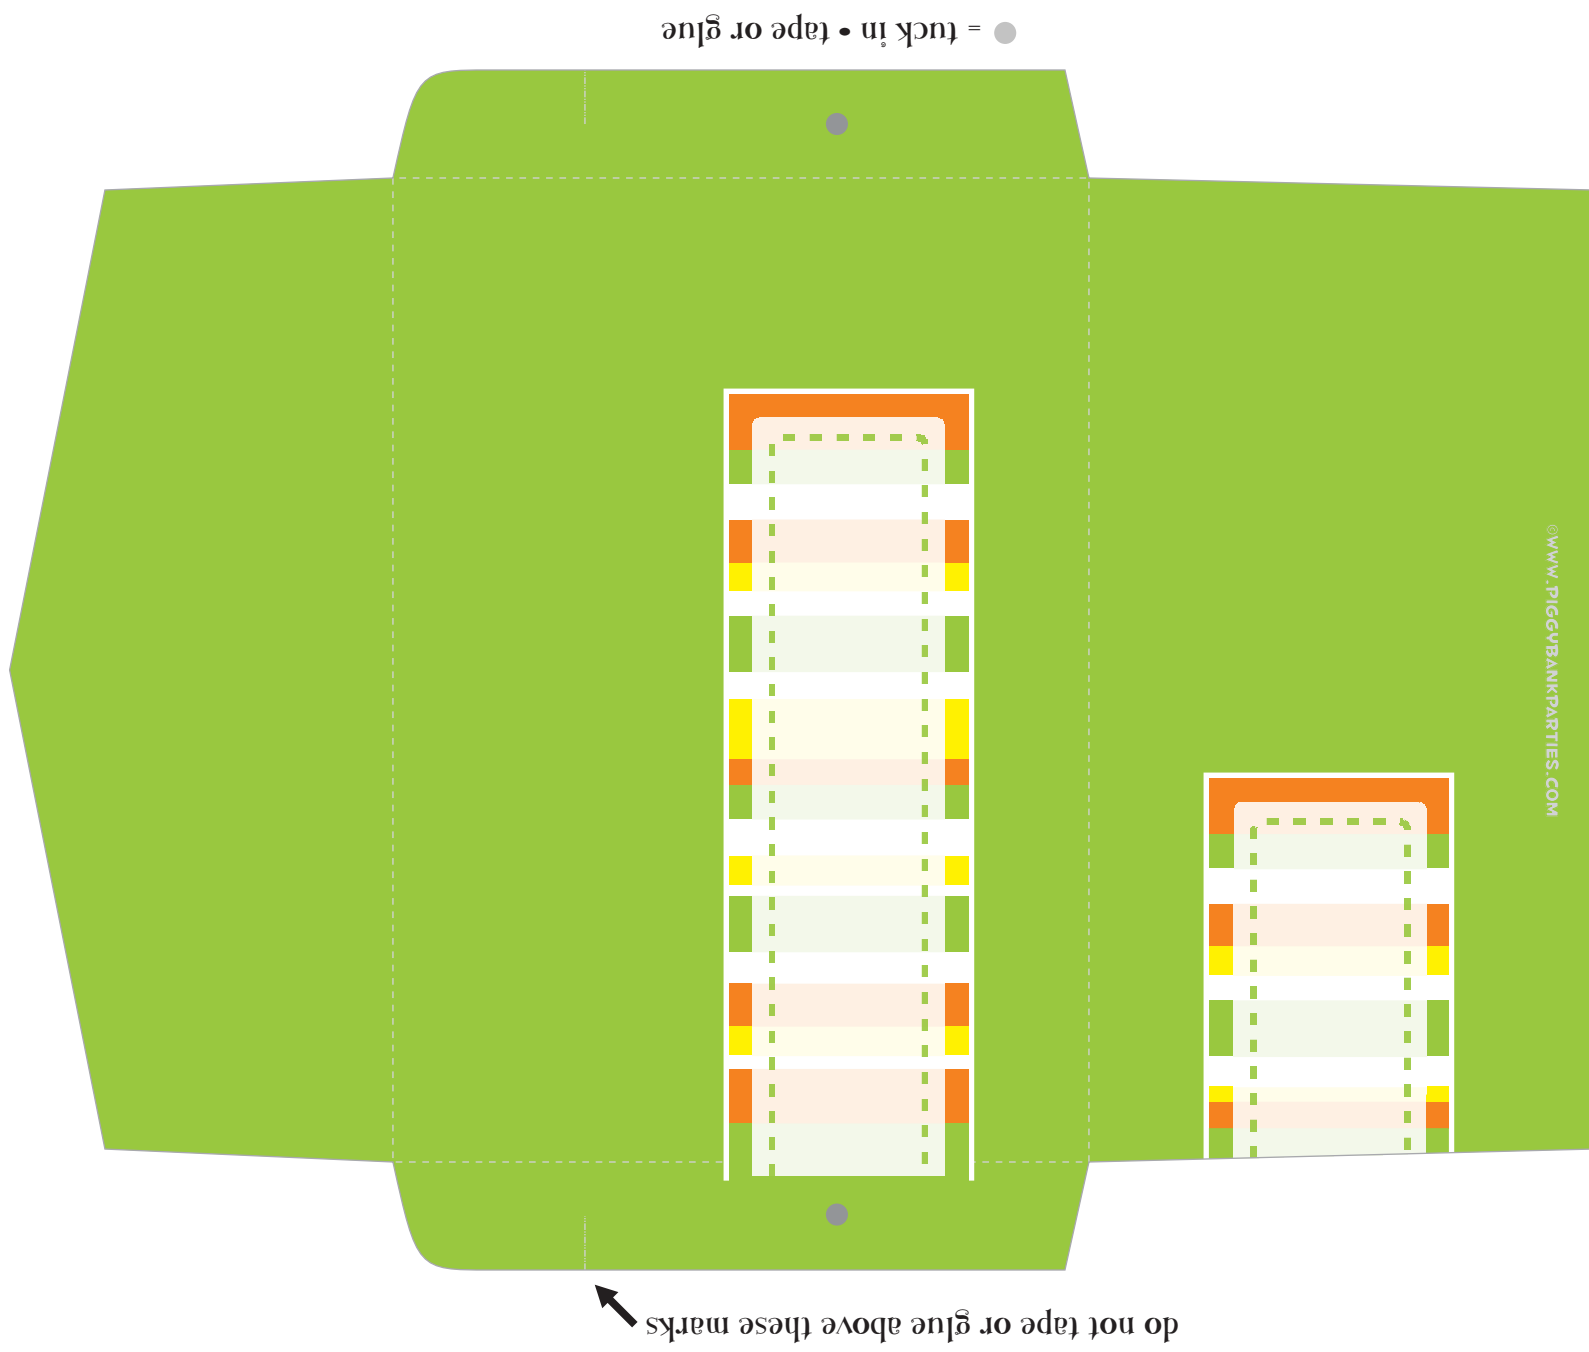 do not tape or glue above these marks
©WWW.PIGGYBANKPARTIES.COM
= tuck in • tape or glue